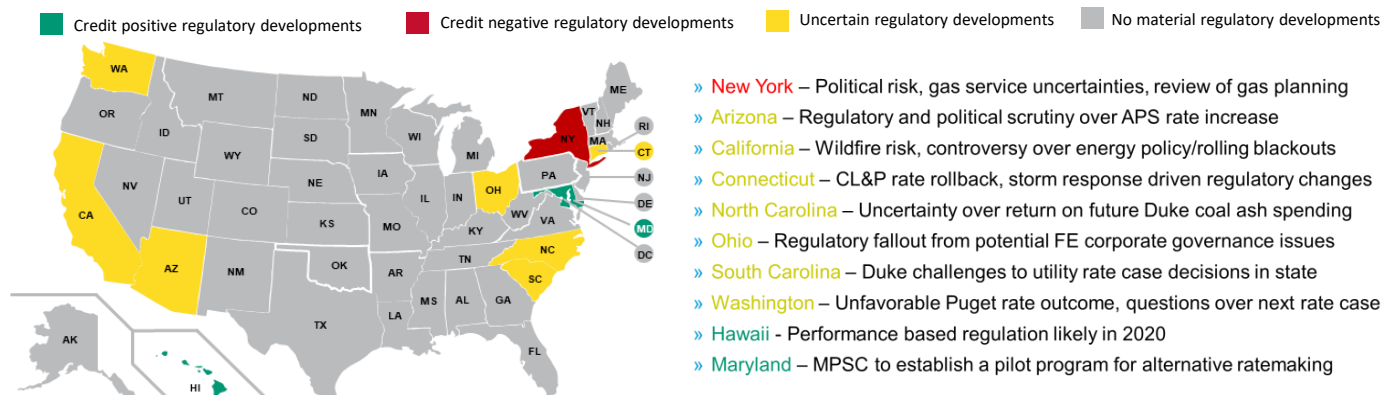 Credit positive regulatory developments
Credit negative regulatory developments
Uncertain regulatory developments
No material regulatory developments
WA
OR
CA
ID
NV
MT
WY
UT
AZ
CO
NM
ND
SD
NE
KS
OK
TX
MN
IA
MO
AR
LA
WI
IL
MS
MI
IN
KY
TN
AL
OH
WV
GA
FL
PA
VA
NC
SC
NY
VT
NH
ME
MA
RI
CT
NJ
DE
MD
DC
AK
HI
» New York – Political risk, gas service uncertainties, review of gas planning
» Arizona – Regulatory and political scrutiny over APS rate increase
» California – Wildfire risk, controversy over energy policy/rolling blackouts
» Connecticut – CL&P rate rollback, storm response driven regulatory changes
» North Carolina – Uncertainty over return on future Duke coal ash spending
» Ohio – Regulatory fallout from potential FE corporate governance issues
» South Carolina – Duke challenges to utility rate case decisions in state
» Washington – Unfavorable Puget rate outcome, questions over next rate case
» Hawaii - Performance based regulation likely in 2020
» Maryland – MPSC to establish a pilot program for alternative ratemaking